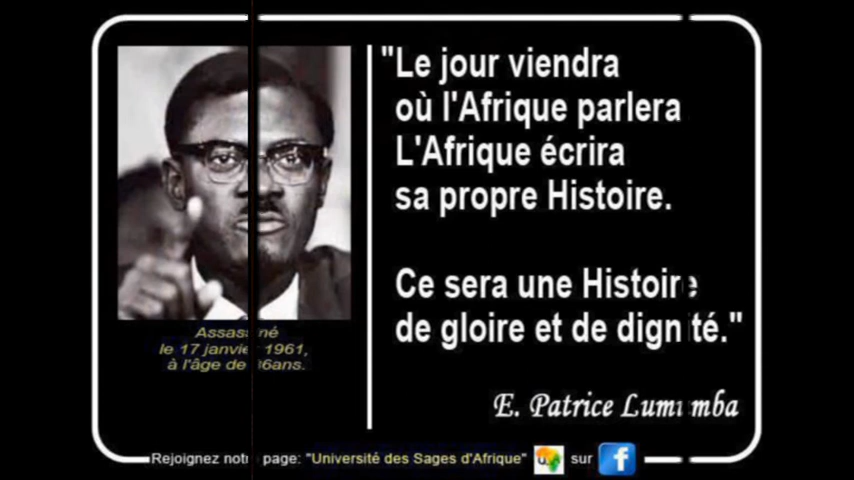 "Le jour viendra
où l'Afrique parlera
L'Afrique écrira
sa propre Histoire.
Ce sera une Histoire
de gloire et de dignité."
E. Patrice Lumumba
Assassiné
le 17 janvier 1961,
à l'âge de 36ans.
Rejoignez notre page: "Université des Sages d'Afrique" sur f